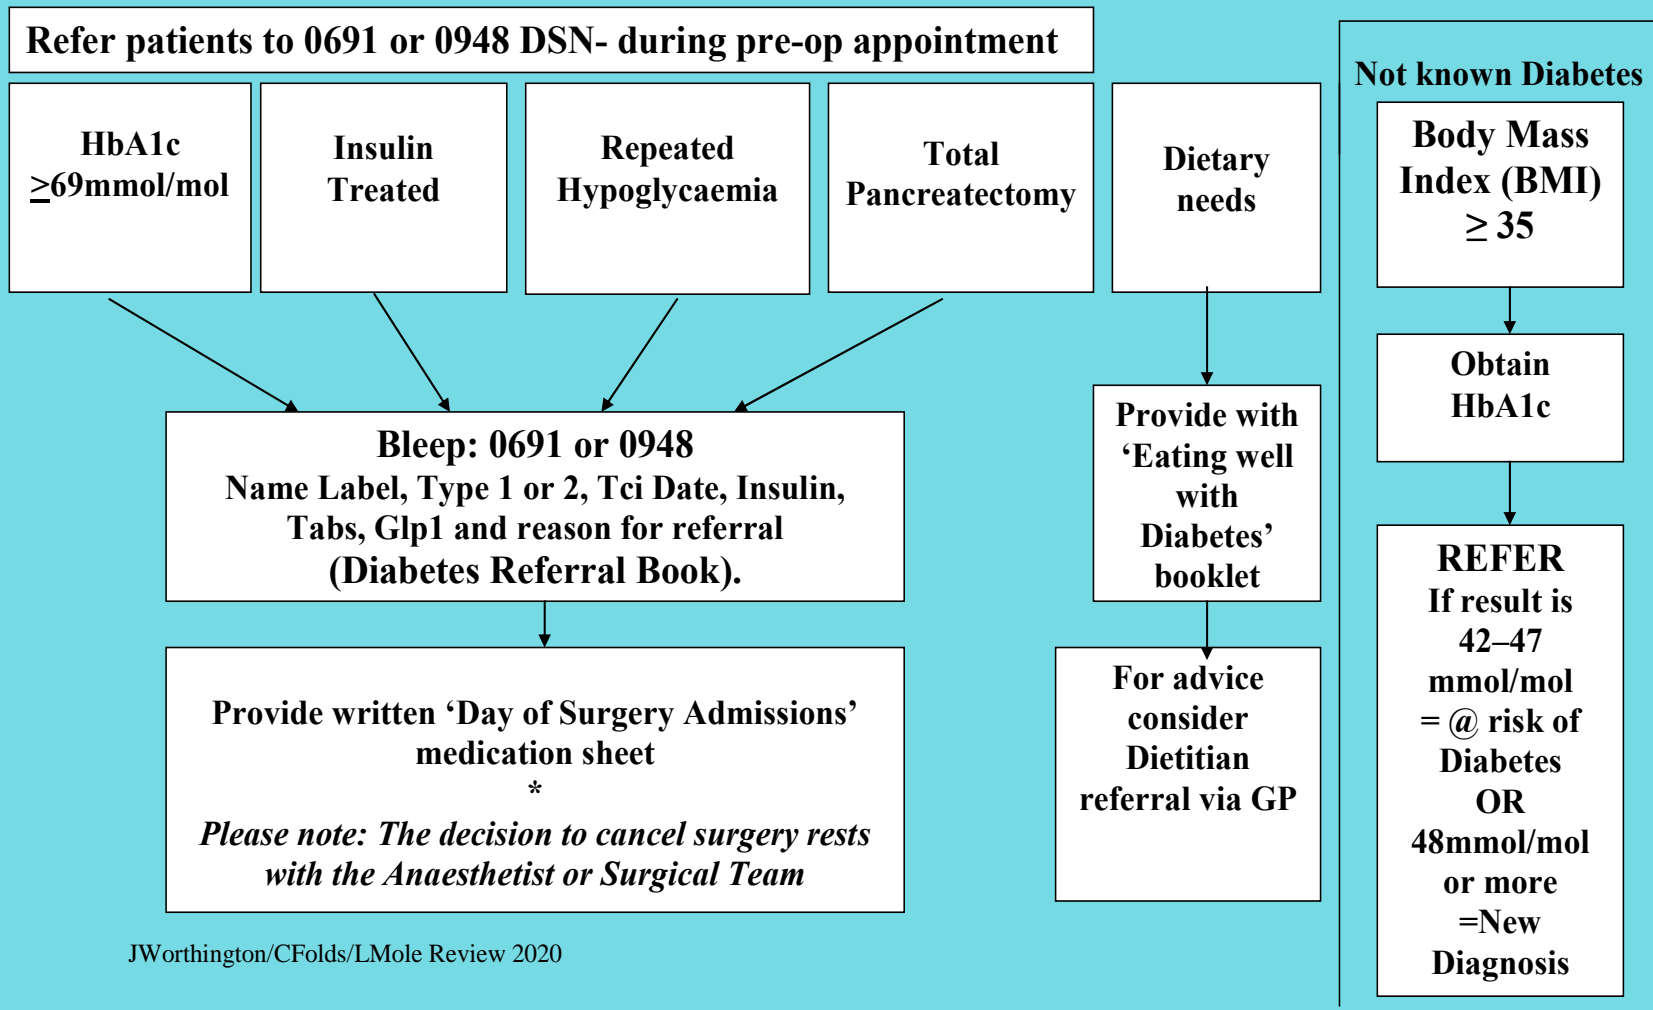 Refer patients to 0691 or 0948 DSN- during pre-op appointment
HbA1c
≥69mmol/mol
Insulin
Treated
Repeated
Hypoglycaemia
Total
Pancreatectomy
Dietary
needs
Bleep: 0691 or 0948
Name Label, Type 1 or 2, Tci Date, Insulin,
Tabs, Glp1 and reason for referral
(Diabetes Referral Book).
Provide written ‘Day of Surgery Admissions’
medication sheet
*
Please note: The decision to cancel surgery rests
with the Anaesthetist or Surgical Team
Provide with
‘Eating well
with
Diabetes’
booklet
For advice
consider
Dietitian
referral via GP
Not known Diabetes
Body Mass
Index (BMI)
≥ 35
Obtain
HbA1c
REFER
If result is
42–47
mmol/mol
= @ risk of
Diabetes
OR
48mmol/mol
or more
=New
Diagnosis
JWorthington/CFolds/LMole Review 2020